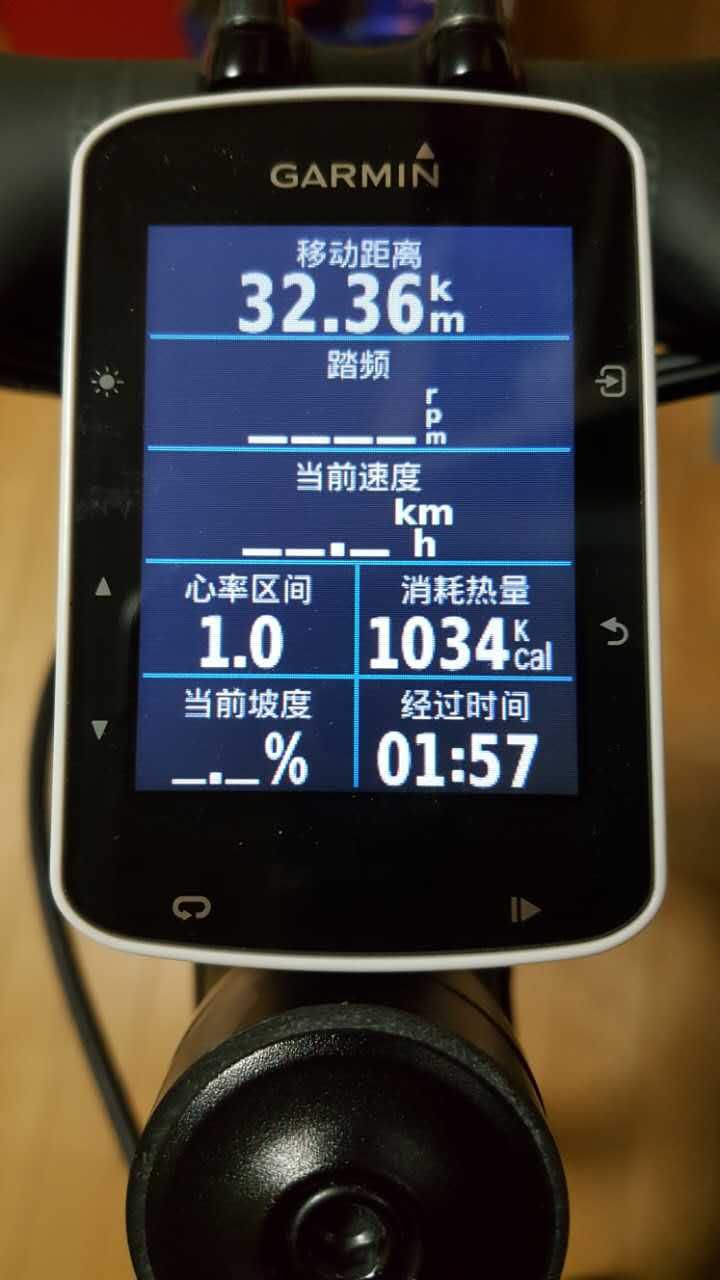 GARMIN
移动距离
32.36 km
踏频
____ rpm
当前速度
__._ km h
心率区间 消耗热量
1.0 1034 Kcal
当前坡度 经过时间
_._% 01:57